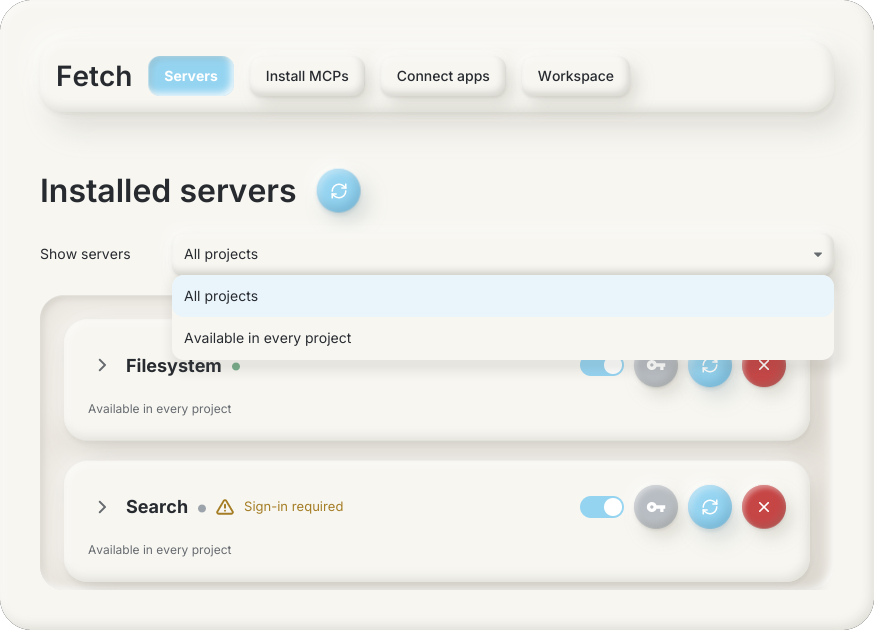 Fetch
Servers
Install MCPs
Connect apps
Workspace
Installed servers
Show servers
All projects
All projects
Available in every project
Filesystem
Available in every project
Search
Sign-in required
Available in every project